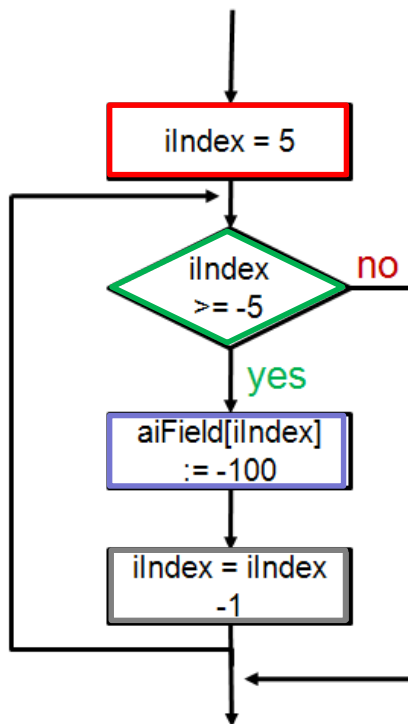 iIndex = 5
iIndex
>= -5
no
yes
aiField[iIndex]
:= -100
iIndex = iIndex
-1